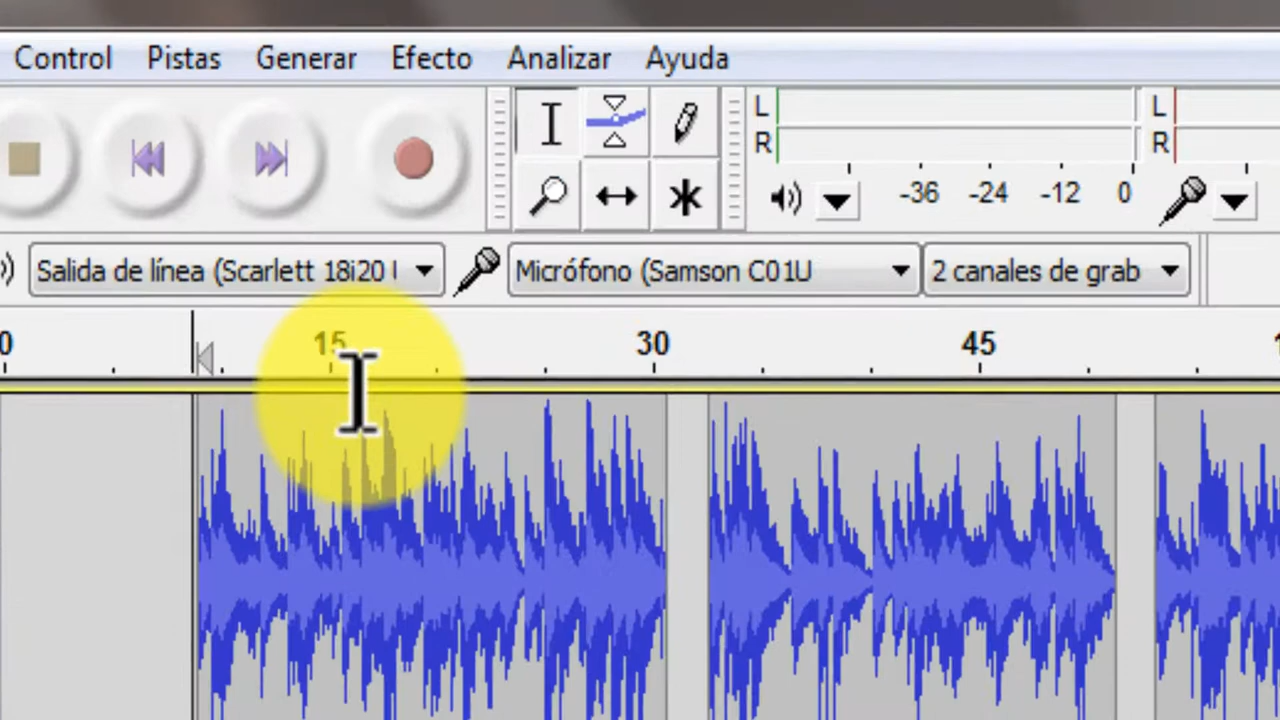 Control Pistas Generar Efecto Analizar Ayuda
L L
R R
-36 -24 -12 0
Salida de línea (Scarlett 18i20 Micrófono (Samson C01U 2 canales de grab
0 15 30 45